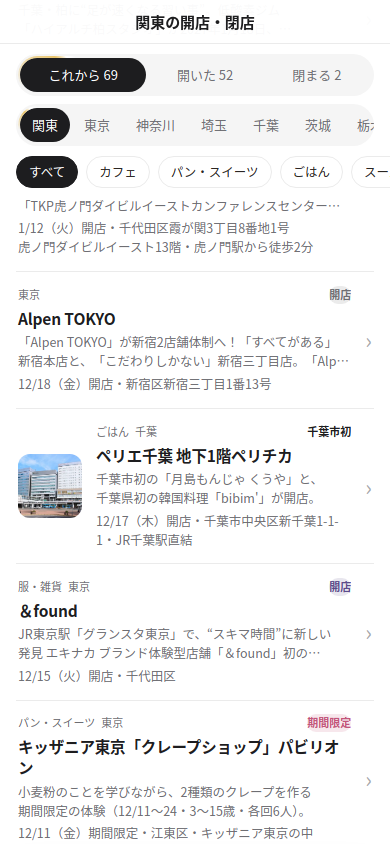 関東の開店・閉店
これから 69
開いた 52
閉まる 2
関東
東京
神奈川
埼玉
千葉
茨城
すべて
カフェ
パン・スイーツ
ごはん
スー
「TKP虎ノ門ダイビルイーストカンファレンスセンター…
1/12（火）開店・千代田区霞が関3丁目8番地1号
虎ノ門ダイビルイースト13階・虎ノ門駅から徒歩2分
東京
開店
Alpen TOKYO
「Alpen TOKYO」が新宿2店舗体制へ！「すべてがある」
新宿本店と、「こだわりしかない」新宿三丁目店。「Alp…
12/18（金）開店・新宿区新宿三丁目1番13号
ごはん 千葉
千葉市初
ペリエ千葉 地下1階ペリチカ
千葉市初の「月島もんじゃ くうや」と、
千葉県初の韓国料理「bibim'」が開店。
12/17（木）開店・千葉市中央区新千葉1-1-
1・JR千葉駅直結
服・雑貨 東京
開店
＆found
JR東京駅「グランスタ東京」で、“スキマ時間”に新しい
発見 エキナカ ブランド体験型店舗「＆found」初の…
12/15（火）開店・千代田区
パン・スイーツ 東京
期間限定
キッザニア東京「クレープショップ」パビリオ
ン
小麦粉のことを学びながら、2種類のクレープを作る
期間限定の体験（12/11〜24・3〜15歳・各回6人）。
12/11（金）期間限定・江東区・キッザニア東京の中